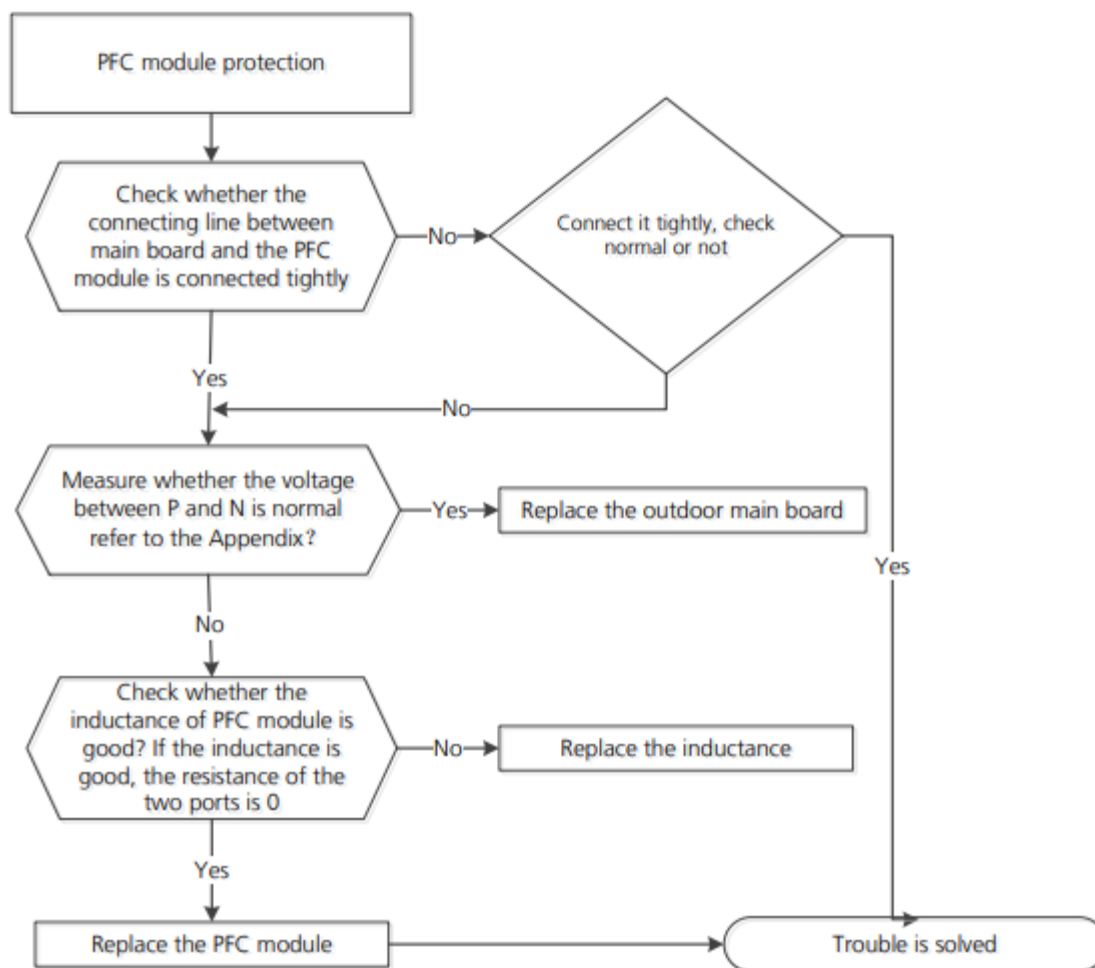 PFC module protection
Check whether the
connecting line between
main board and the PFC
module is connected tightly
No
Connect it tightly, check
normal or not
Yes
No
Measure whether the voltage
between P and N is normal
refer to the Appendix?
Yes
Replace the outdoor main board
Yes
No
Check whether the
inductance of PFC module is
good? If the inductance is
good, the resistance of the
two ports is 0
No
Replace the inductance
Yes
Replace the PFC module
Trouble is solved